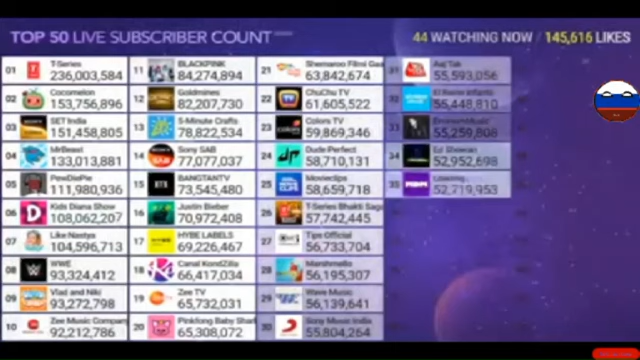 TOP 50 LIVE SUBSCRIBER COUNT
44 WATCHING NOW / 145,616 LIKES
01 T-Series
236,003,584
02 Cocomelon
153,756,896
03 SET India
151,458,805
04 MrBeast
133,013,881
05 PewDiePie
111,980,936
06 Kids Diana Show
108,062,207
07 Like Nastya
104,596,713
08 WWE
93,324,412
09 Vlad and Niki
93,272,798
10 Zee Music Company
92,212,786
11 BLACKPINK
84,274,894
12 Goldmines
82,207,730
13 5-Minute Crafts
78,822,534
14 Sony SAB
77,077,037
15 BANGTANTV
73,545,480
16 Justin Bieber
70,972,408
17 HYBE LABELS
69,226,467
18 Canal KondZilla
66,417,034
19 Zee TV
65,732,031
20 Pinkfong Baby Shark
65,308,072
21 Shemaroo Filmi Gaa
63,842,674
22 ChuChu TV
61,605,522
23 Colors TV
59,869,346
24 Dude Perfect
58,710,131
25 Movieclips
58,659,718
26 T-Series Bhakti Saga
57,742,445
27 Tips Official
56,733,704
28 Marshmello
56,195,307
29 Wave Music
56,139,641
30 Sony Music India
55,804,264
31 Aaj Tak
55,593,056
32 El Reino Infantil
55,448,810
33 EminemMusic
55,259,808
34 Ed Sheeran
52,952,698
35 Loading...
52,719,953